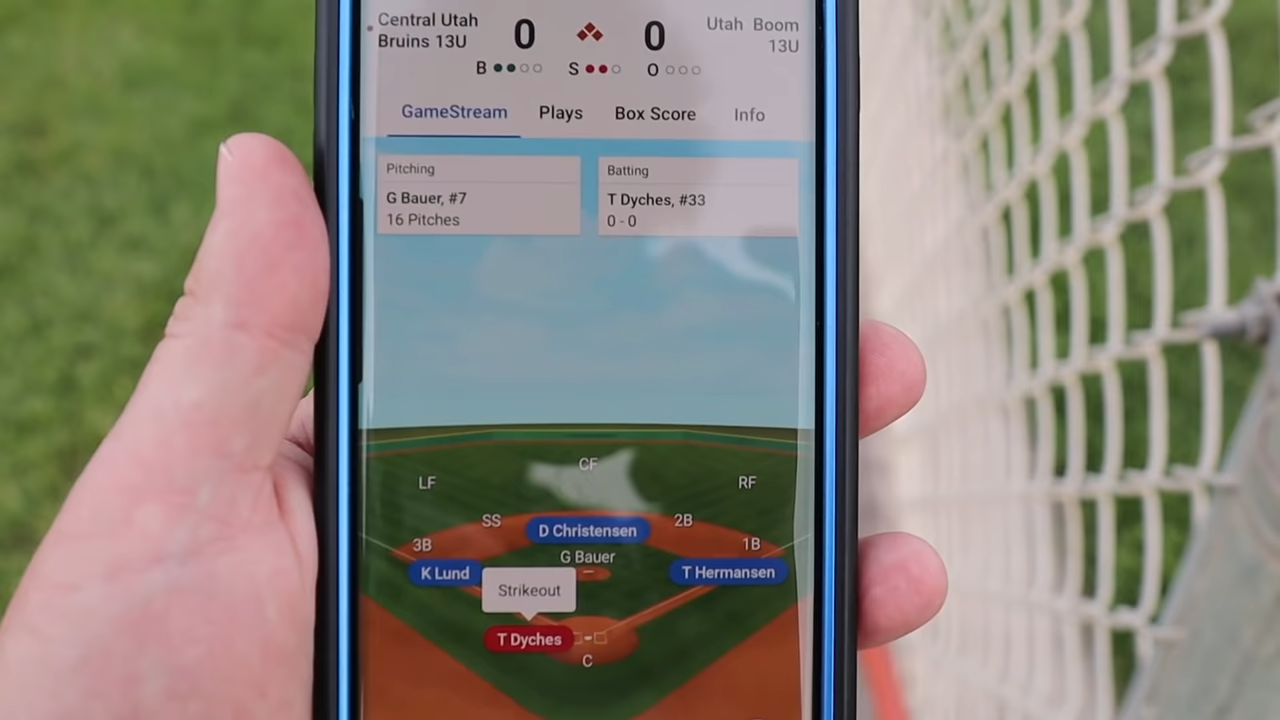 Central Utah
Bruins 13U
0
0
Utah Boom
13U
B
S
O
GameStream
Plays
Box Score
Info
Pitching
G Bauer, #7
16 Pitches
Batting
T Dyches, #33
0 - 0
CF
LF
RF
SS
D Christensen
2B
3B
G Bauer
1B
K Lund
T Hermansen
Strikeout
T Dyches
C